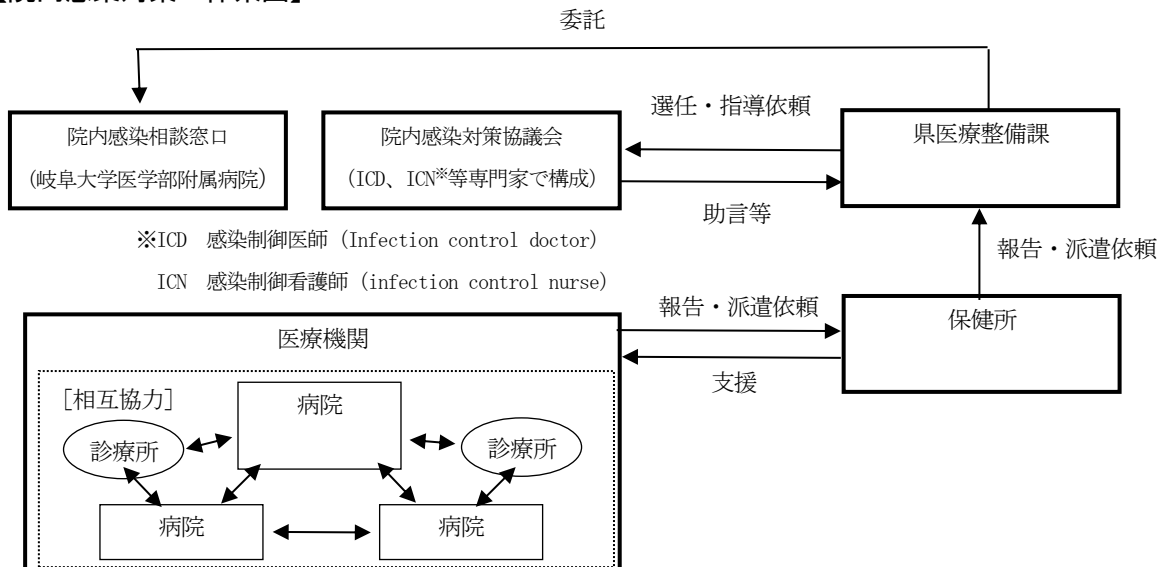 委託
選任・指導依頼
院内感染相談窓口
(岐阜大学医学部附属病院)
院内感染対策協議会
(ICD、ICN※等専門家で構成)
県医療整備課
助言等
※ICD 感染制御医師 (Infection control doctor)
ICN 感染制御看護師 (infection control nurse)
報告・派遣依頼
報告・派遣依頼
保健所
医療機関
支援
[相互協力]
病院
診療所
診療所
病院
病院